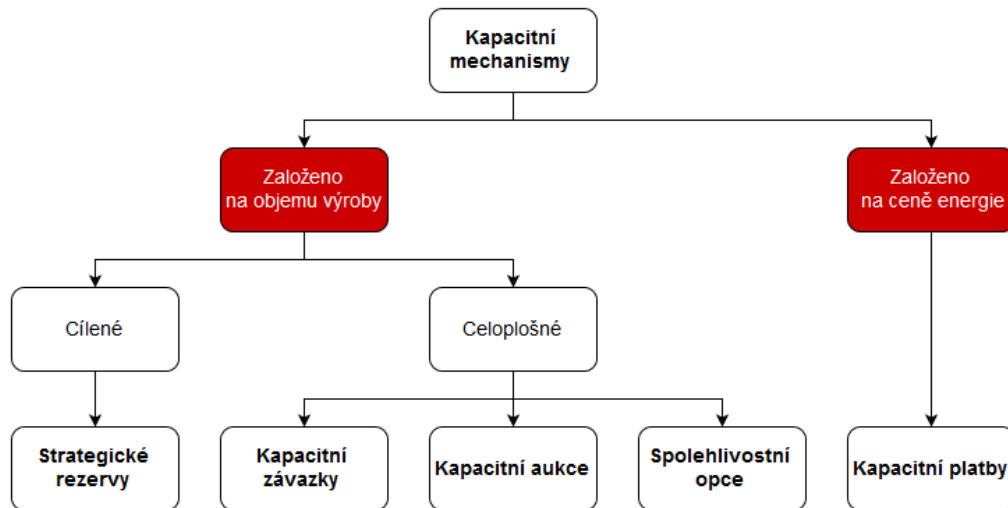 Kapacitní
mechanismy
Založeno
na objemu výroby
Založeno
na ceně energie
Cílené
Celoplošné
Strategické
rezervy
Kapacitní
závazky
Kapacitní aukce
Spolehlivostní
opce
Kapacitní platby